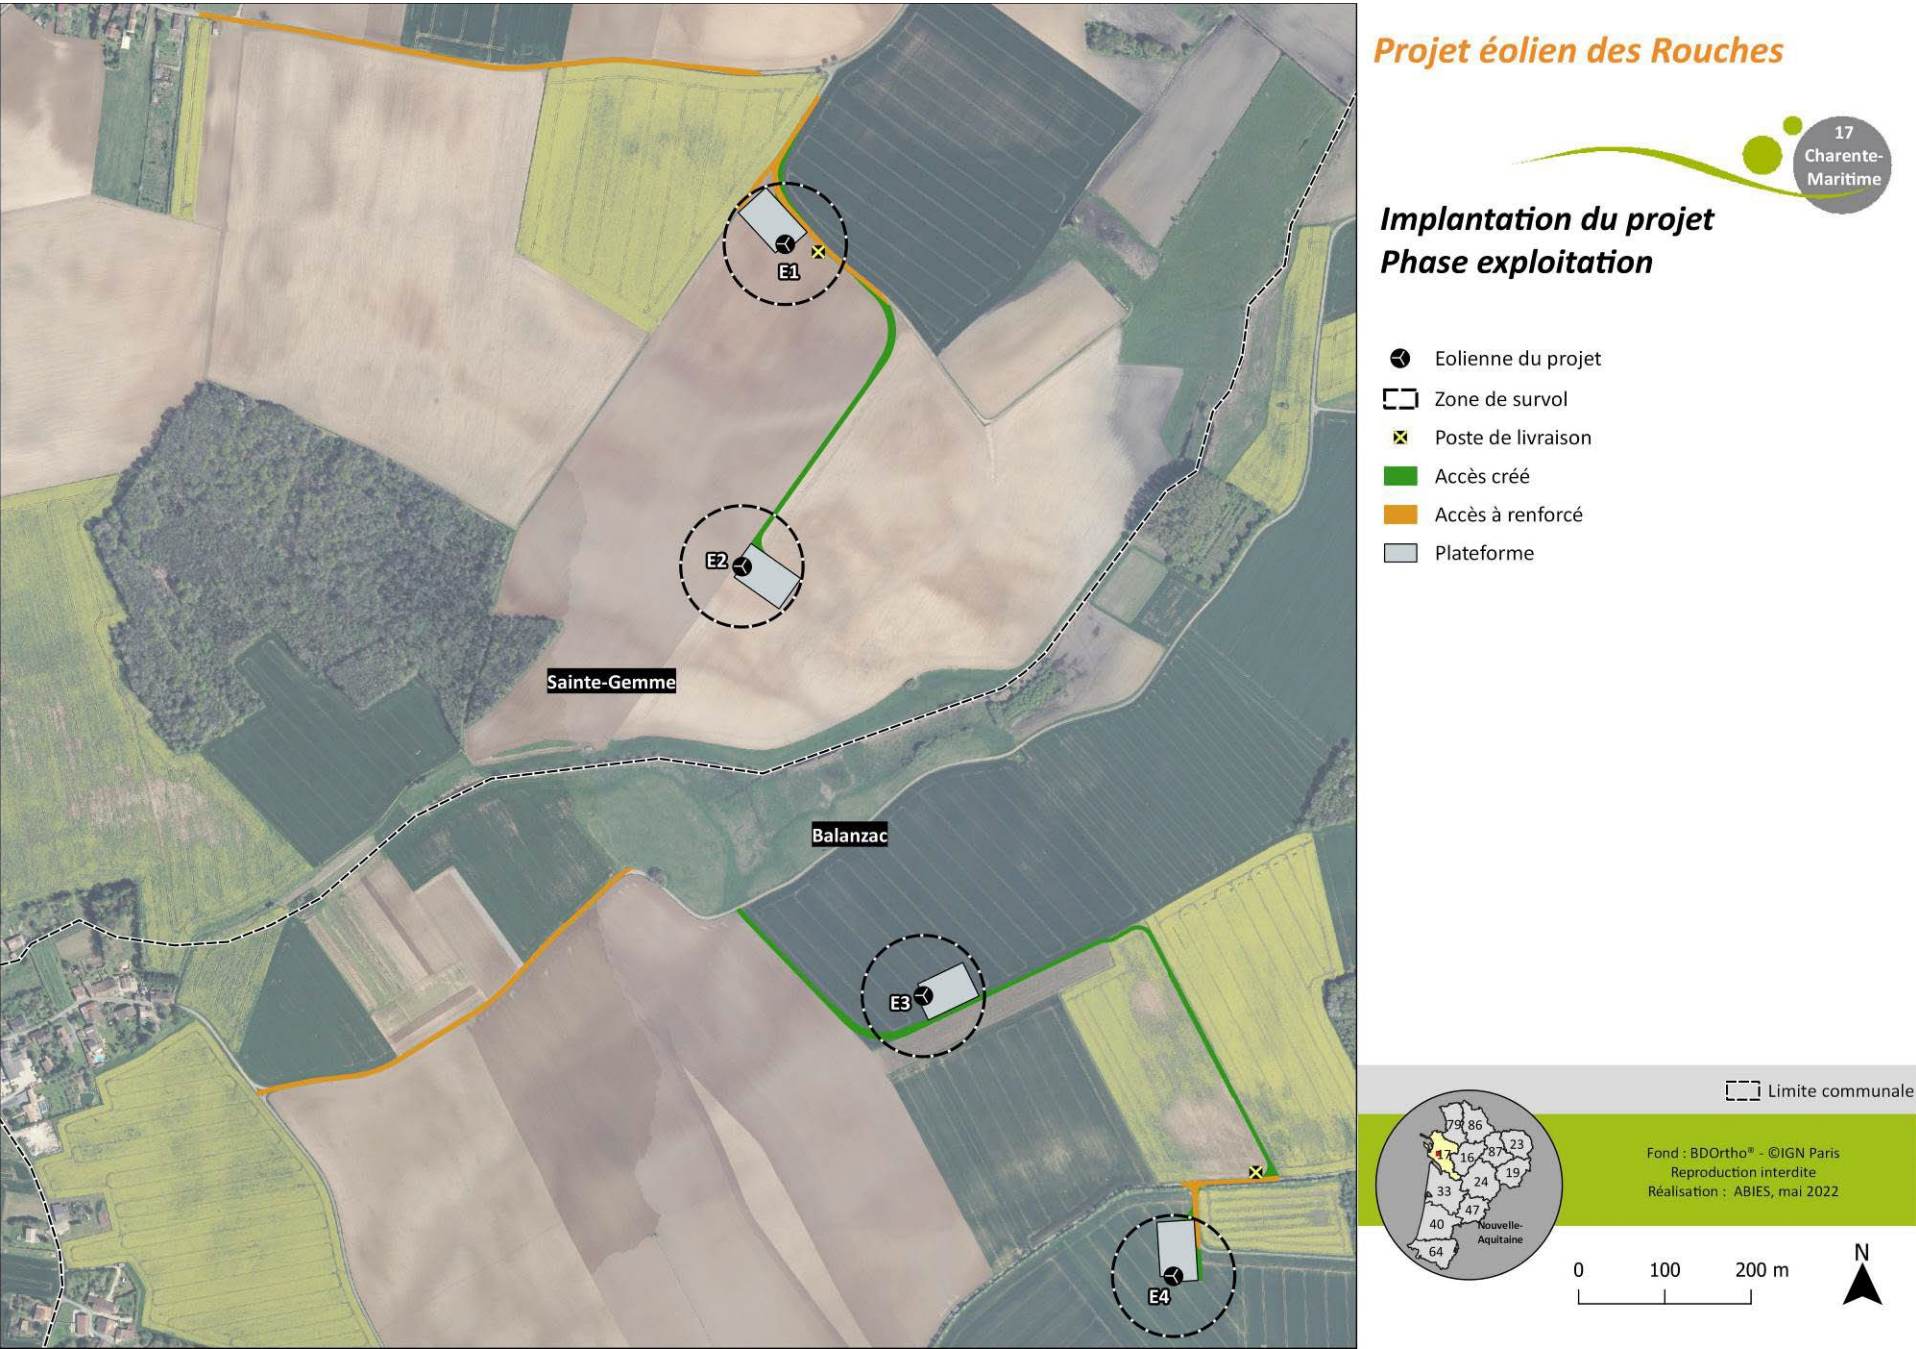 Projet éolien des Rouches
17
Charente-
Maritime
Implantation du projet
Phase exploitation
Eolienne du projet
Zone de survol
Poste de livraison
Accès créé
Accès à renforcé
Plateforme
E1
E2
Sainte-Gemme
Balanzac
E3
E4
Limite communale
79
86
17
16
87
23
19
33
24
47
40
64
Nouvelle-
Aquitaine
Fond : BDOrtho® - ©IGN Paris
Reproduction interdite
Réalisation : ABIES, mai 2022
0 100 200 m
N